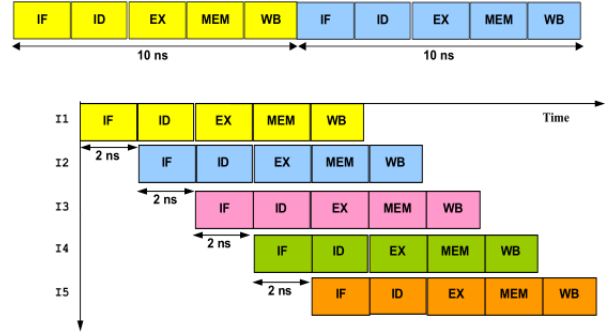 IF ID EX MEM WB IF ID EX MEM WB
10 ns 10 ns
Time
I1 IF ID EX MEM WB
2 ns
I2 IF ID EX MEM WB
2 ns
I3 IF ID EX MEM WB
2 ns
I4 IF ID EX MEM WB
2 ns
I5 IF ID EX MEM WB